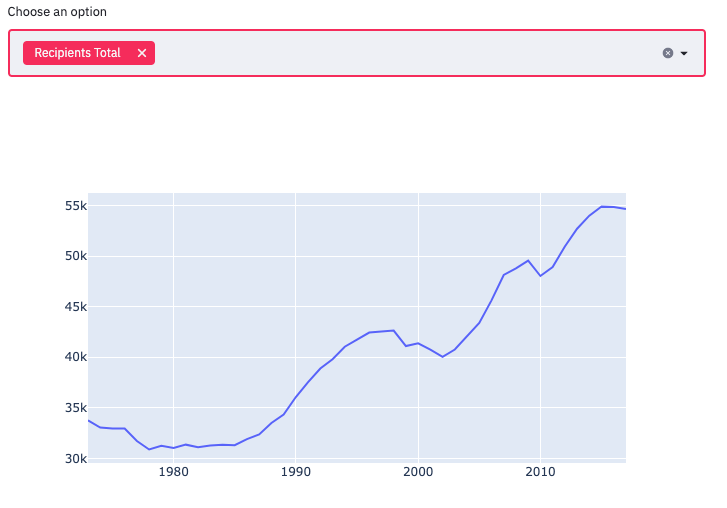 Choose an option
Recipients Total
55k
50k
45k
40k
35k
30k
1980 1990 2000 2010